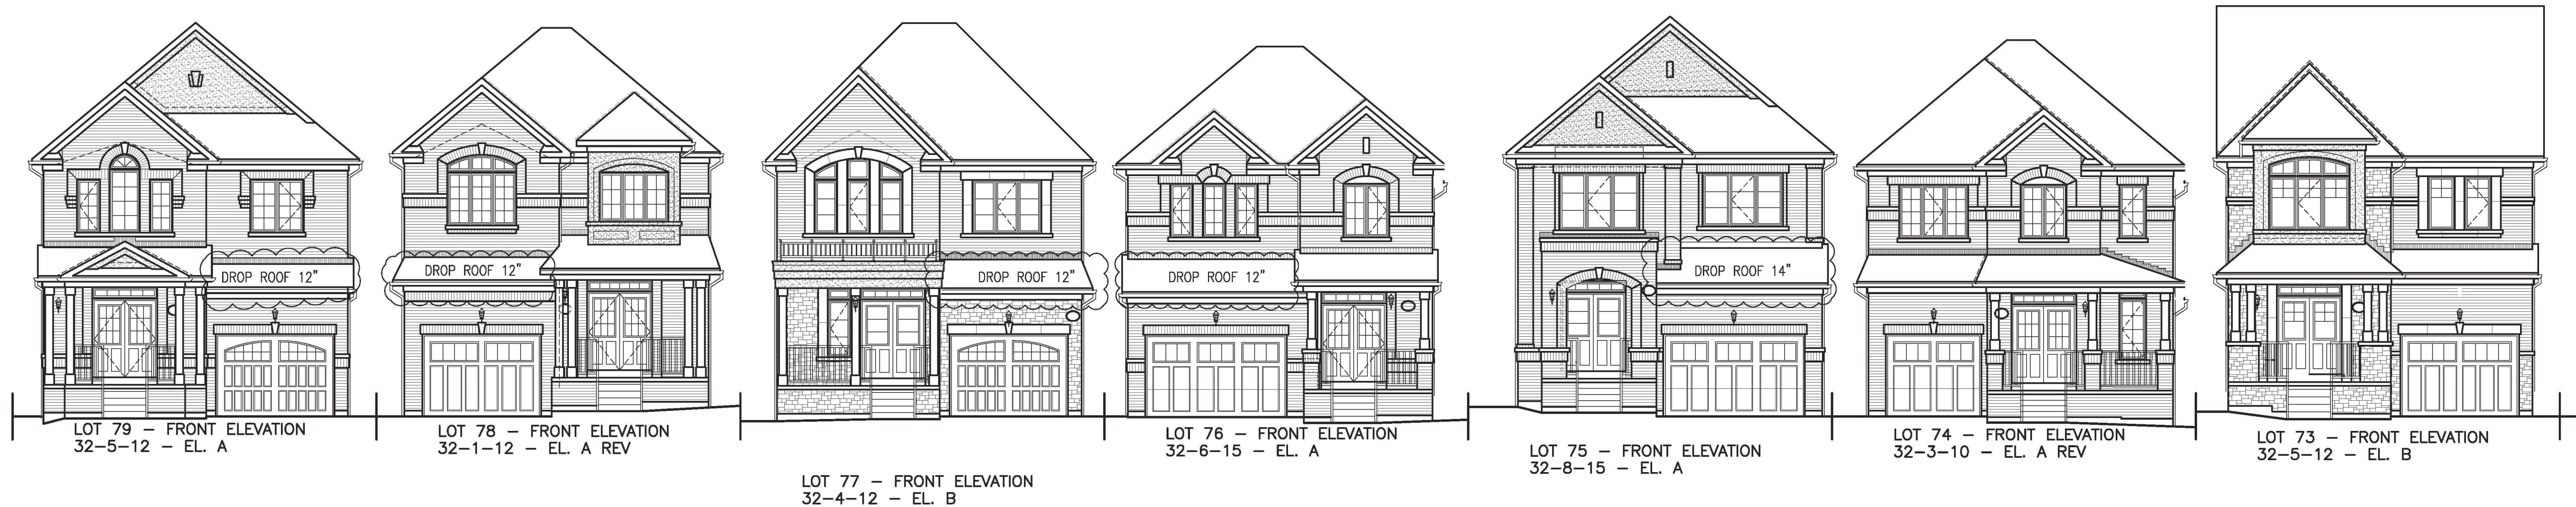 DROP ROOF 12"
DROP ROOF 12"
DROP ROOF 12"
DROP ROOF 12"
DROP ROOF 14"
LOT 79 – FRONT ELEVATION
32–5–12 – EL. A
LOT 78 – FRONT ELEVATION
32–1–12 – EL. A REV
LOT 77 – FRONT ELEVATION
32–4–12 – EL. B
LOT 76 – FRONT ELEVATION
32–6–15 – EL. A
LOT 75 – FRONT ELEVATION
32–8–15 – EL. A
LOT 74 – FRONT ELEVATION
32–3–10 – EL. A REV
LOT 73 – FRONT ELEVATION
32–5–12 – EL. B